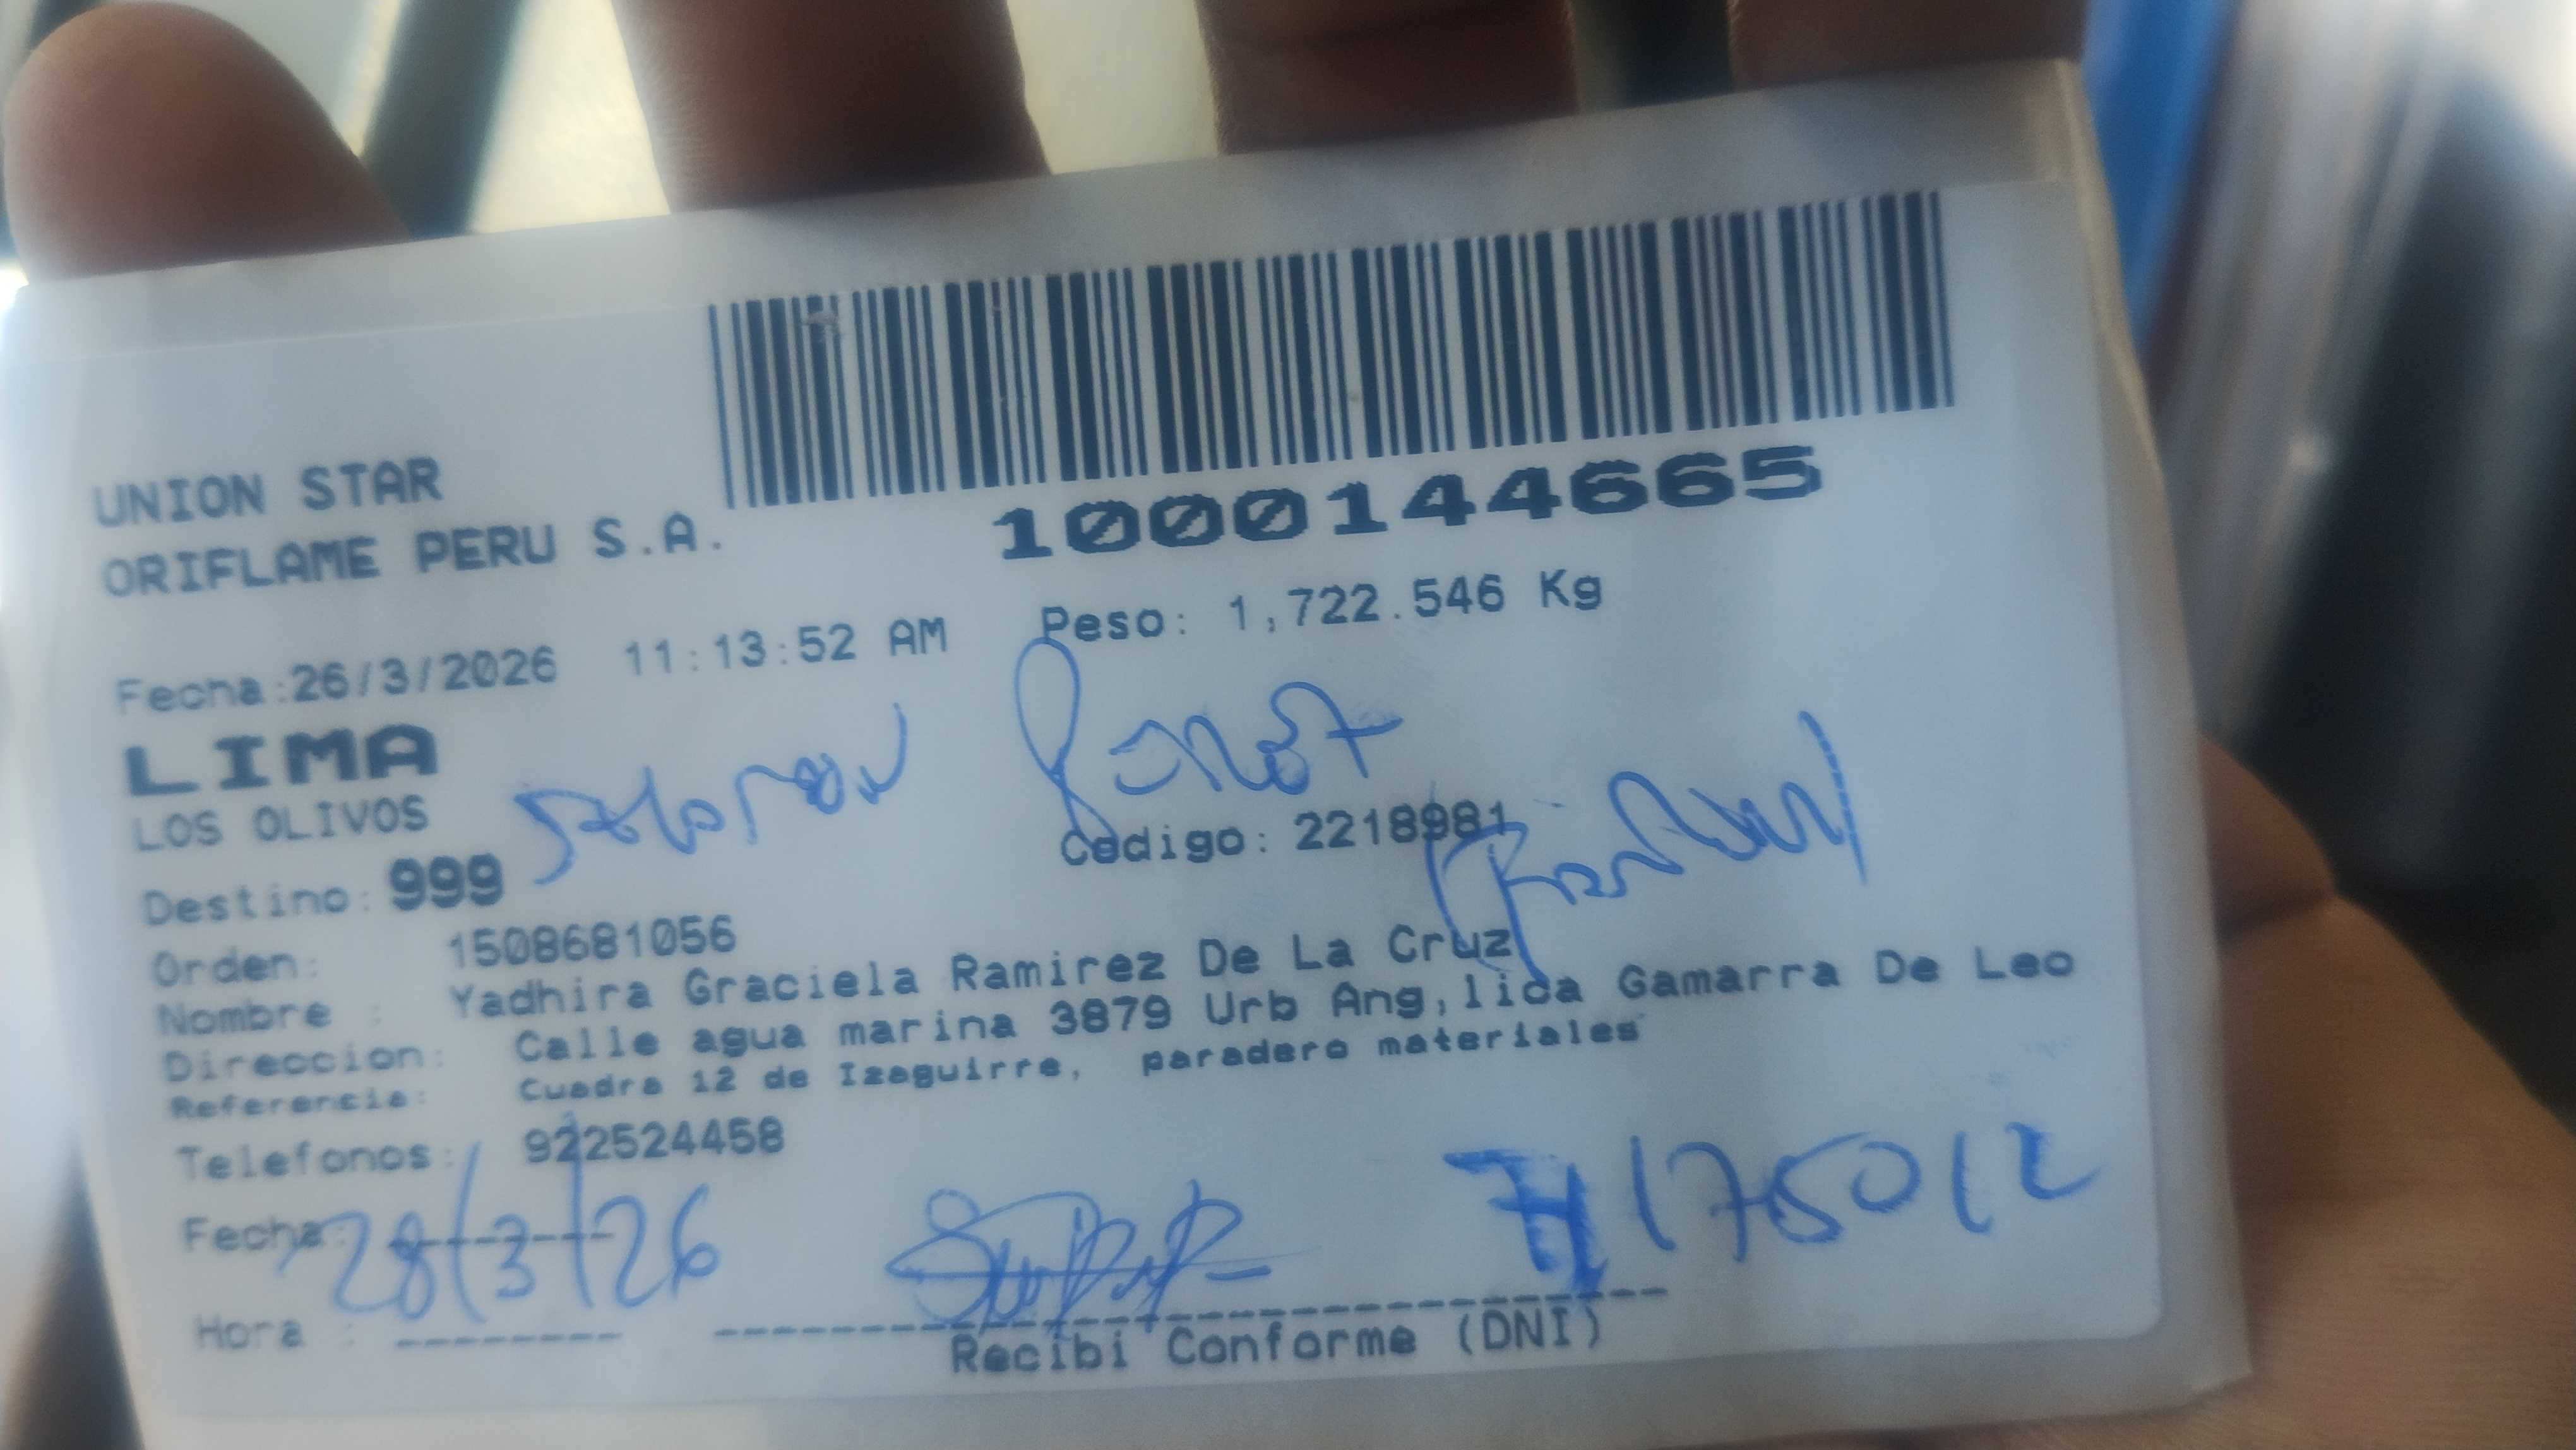 UNION STAR
ORIFLAME PERU S.A.
1000144665
Fecha:26/3/2026 11:13:52 AM Peso: 1,722.546 Kg
LIMA
LOS OLIVOS
Destino: 999 Codigo: 2218981
Orden: 1508681056
Nombre : Yadhira Graciela Ramirez De La Cruz
Direccion: Calle agua marina 3879 Urb Ang,lica Gamarra De Leo
Referencia: Cuadra 12 de Izaguirre, paradero materiales
Telefonos: 922524458
Fecha: 28/3/26 71175012
Hora :
Recibi Conforme (DNI)